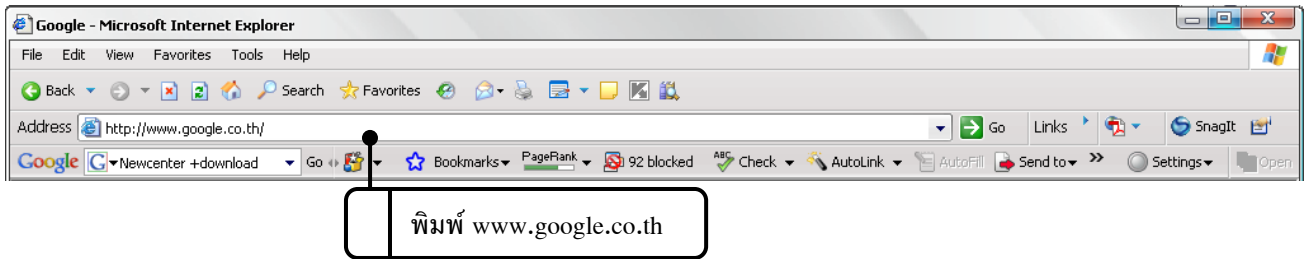 Google - Microsoft Internet Explorer
File Edit View Favorites Tools Help
Back Search Favorites
Address http://www.google.co.th/ Go Links SnagIt
Google G Newcenter +download Go Bookmarks PageRank 92 blocked ABC Check AutoLink AutoFill Send to Settings Open
พิมพ์ www.google.co.th